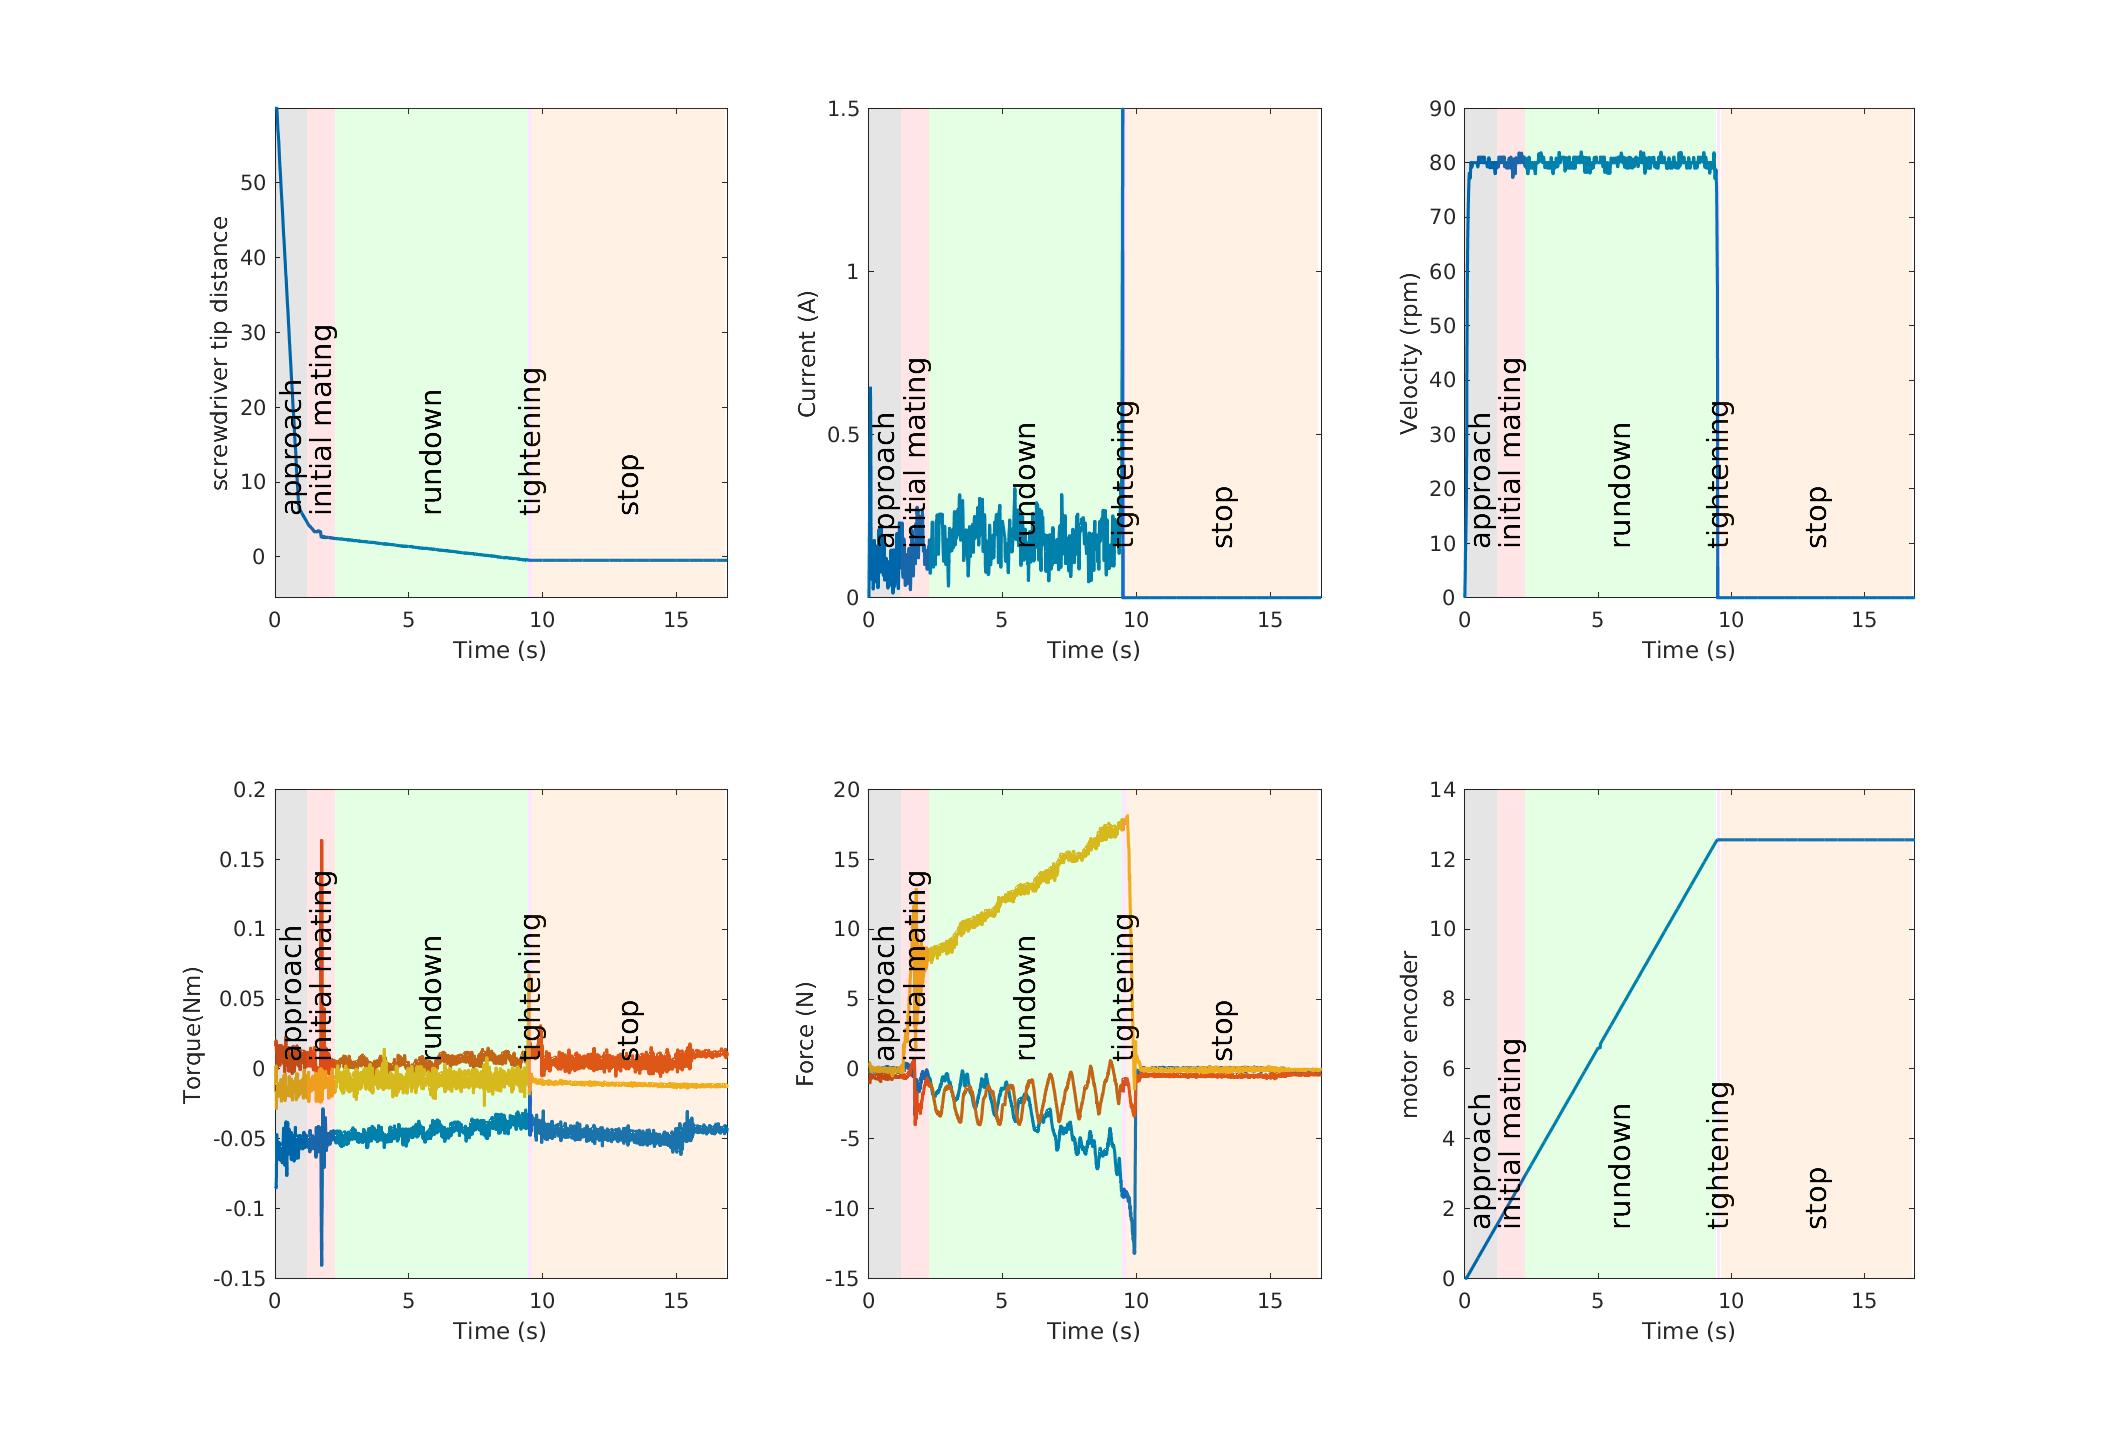 50
40
30
20
10
0
screwdriver tip distance
approach
initial mating
rundown
tightening
stop
0 5 10 15
Time (s)
1.5
1
0.5
0
Current (A)
approach
initial mating
rundown
tightening
stop
0 5 10 15
Time (s)
90
80
70
60
50
40
30
20
10
0
Velocity (rpm)
approach
initial mating
rundown
tightening
stop
0 5 10 15
Time (s)
0.2
0.15
0.1
0.05
0
-0.05
-0.1
-0.15
Torque(Nm)
approach
initial mating
rundown
tightening
stop
0 5 10 15
Time (s)
20
15
10
5
0
-5
-10
-15
Force (N)
approach
initial mating
rundown
tightening
stop
0 5 10 15
Time (s)
14
12
10
8
6
4
2
0
motor encoder
approach
initial mating
rundown
tightening
stop
0 5 10 15
Time (s)